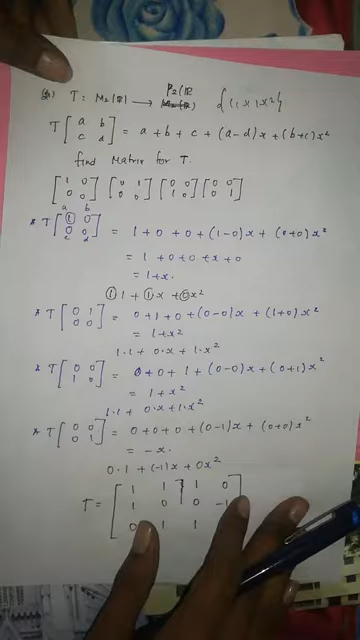 Q) T: M₂(ℝ) → P₂(ℝ {1, x, x²}
T [a b; c d] = a + b + c + (a-d)x + (b+c)x²
find Matrix for T.
[1 0; 0 0] [0 1; 0 0] [0 0; 1 0] [0 0; 0 1]
a b
* T [1 0; 0 0] = 1 + 0 + 0 + (1-0)x + (0+0)x²
c d
= 1 + 0 + 0 + x + 0
= 1 + x.
1 1 + 1 x + 0 x²
* T [0 1; 0 0] = 0 + 1 + 0 + (0-0)x + (1+0)x²
= 1 + x²
1.1 + 0.x + 1.x²
* T [0 0; 1 0] = 0 + 0 + 1 + (0-0)x + (0+1)x²
= 1 + x²
1.1 + 0.x + 1.x²
* T [0 0; 0 1] = 0 + 0 + 0 + (0-1)x + (0+0)x²
= -x.
0.1 + (-1)x + 0x²
T = [1 1 1 0
1 0 0 -1
0 1 1